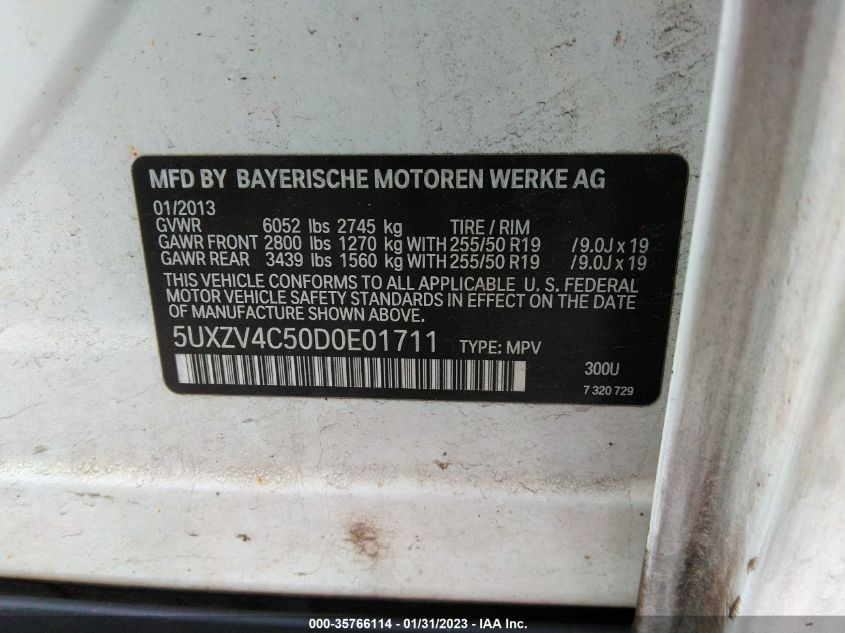 MFD BY BAYERISCHE MOTOREN WERKE AG
01/2013
GVWR 6052 lbs 2745 kg TIRE / RIM
GAWR FRONT 2800 lbs 1270 kg WITH 255/50 R19 /9.0J x 19
GAWR REAR 3439 lbs 1560 kg WITH 255/50 R19 /9.0J x 19
THIS VEHICLE CONFORMS TO ALL APPLICABLE U. S. FEDERAL
MOTOR VEHICLE SAFETY STANDARDS IN EFFECT ON THE DATE
OF MANUFACTURE SHOWN ABOVE.
5UXZV4C50D0E01711 TYPE: MPV
300U
7 320 729
000-35766114 - 01/31/2023 - IAA Inc.